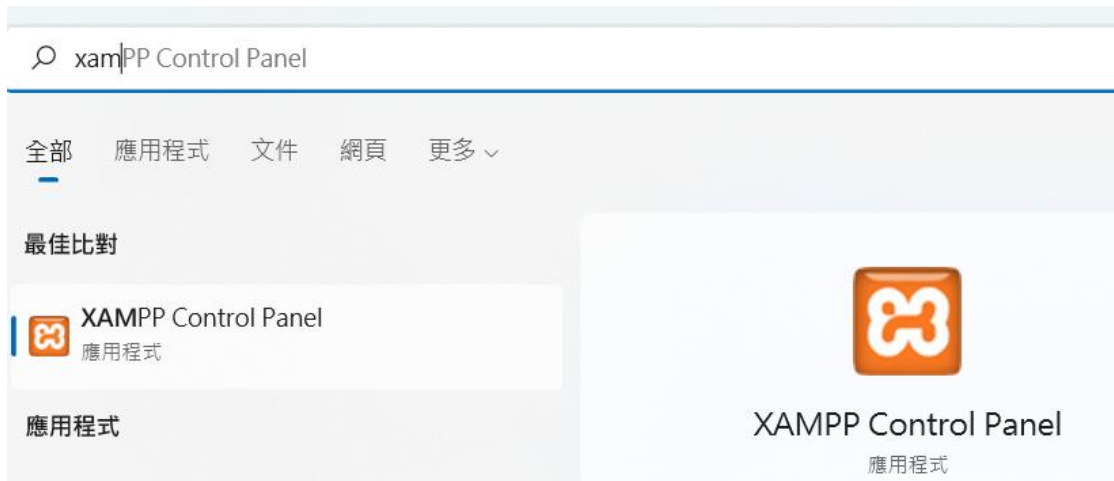 xamPP Control Panel
全部 應用程式 文件 網頁 更多
最佳比對
XAMPP Control Panel
應用程式
應用程式
XAMPP Control Panel
應用程式